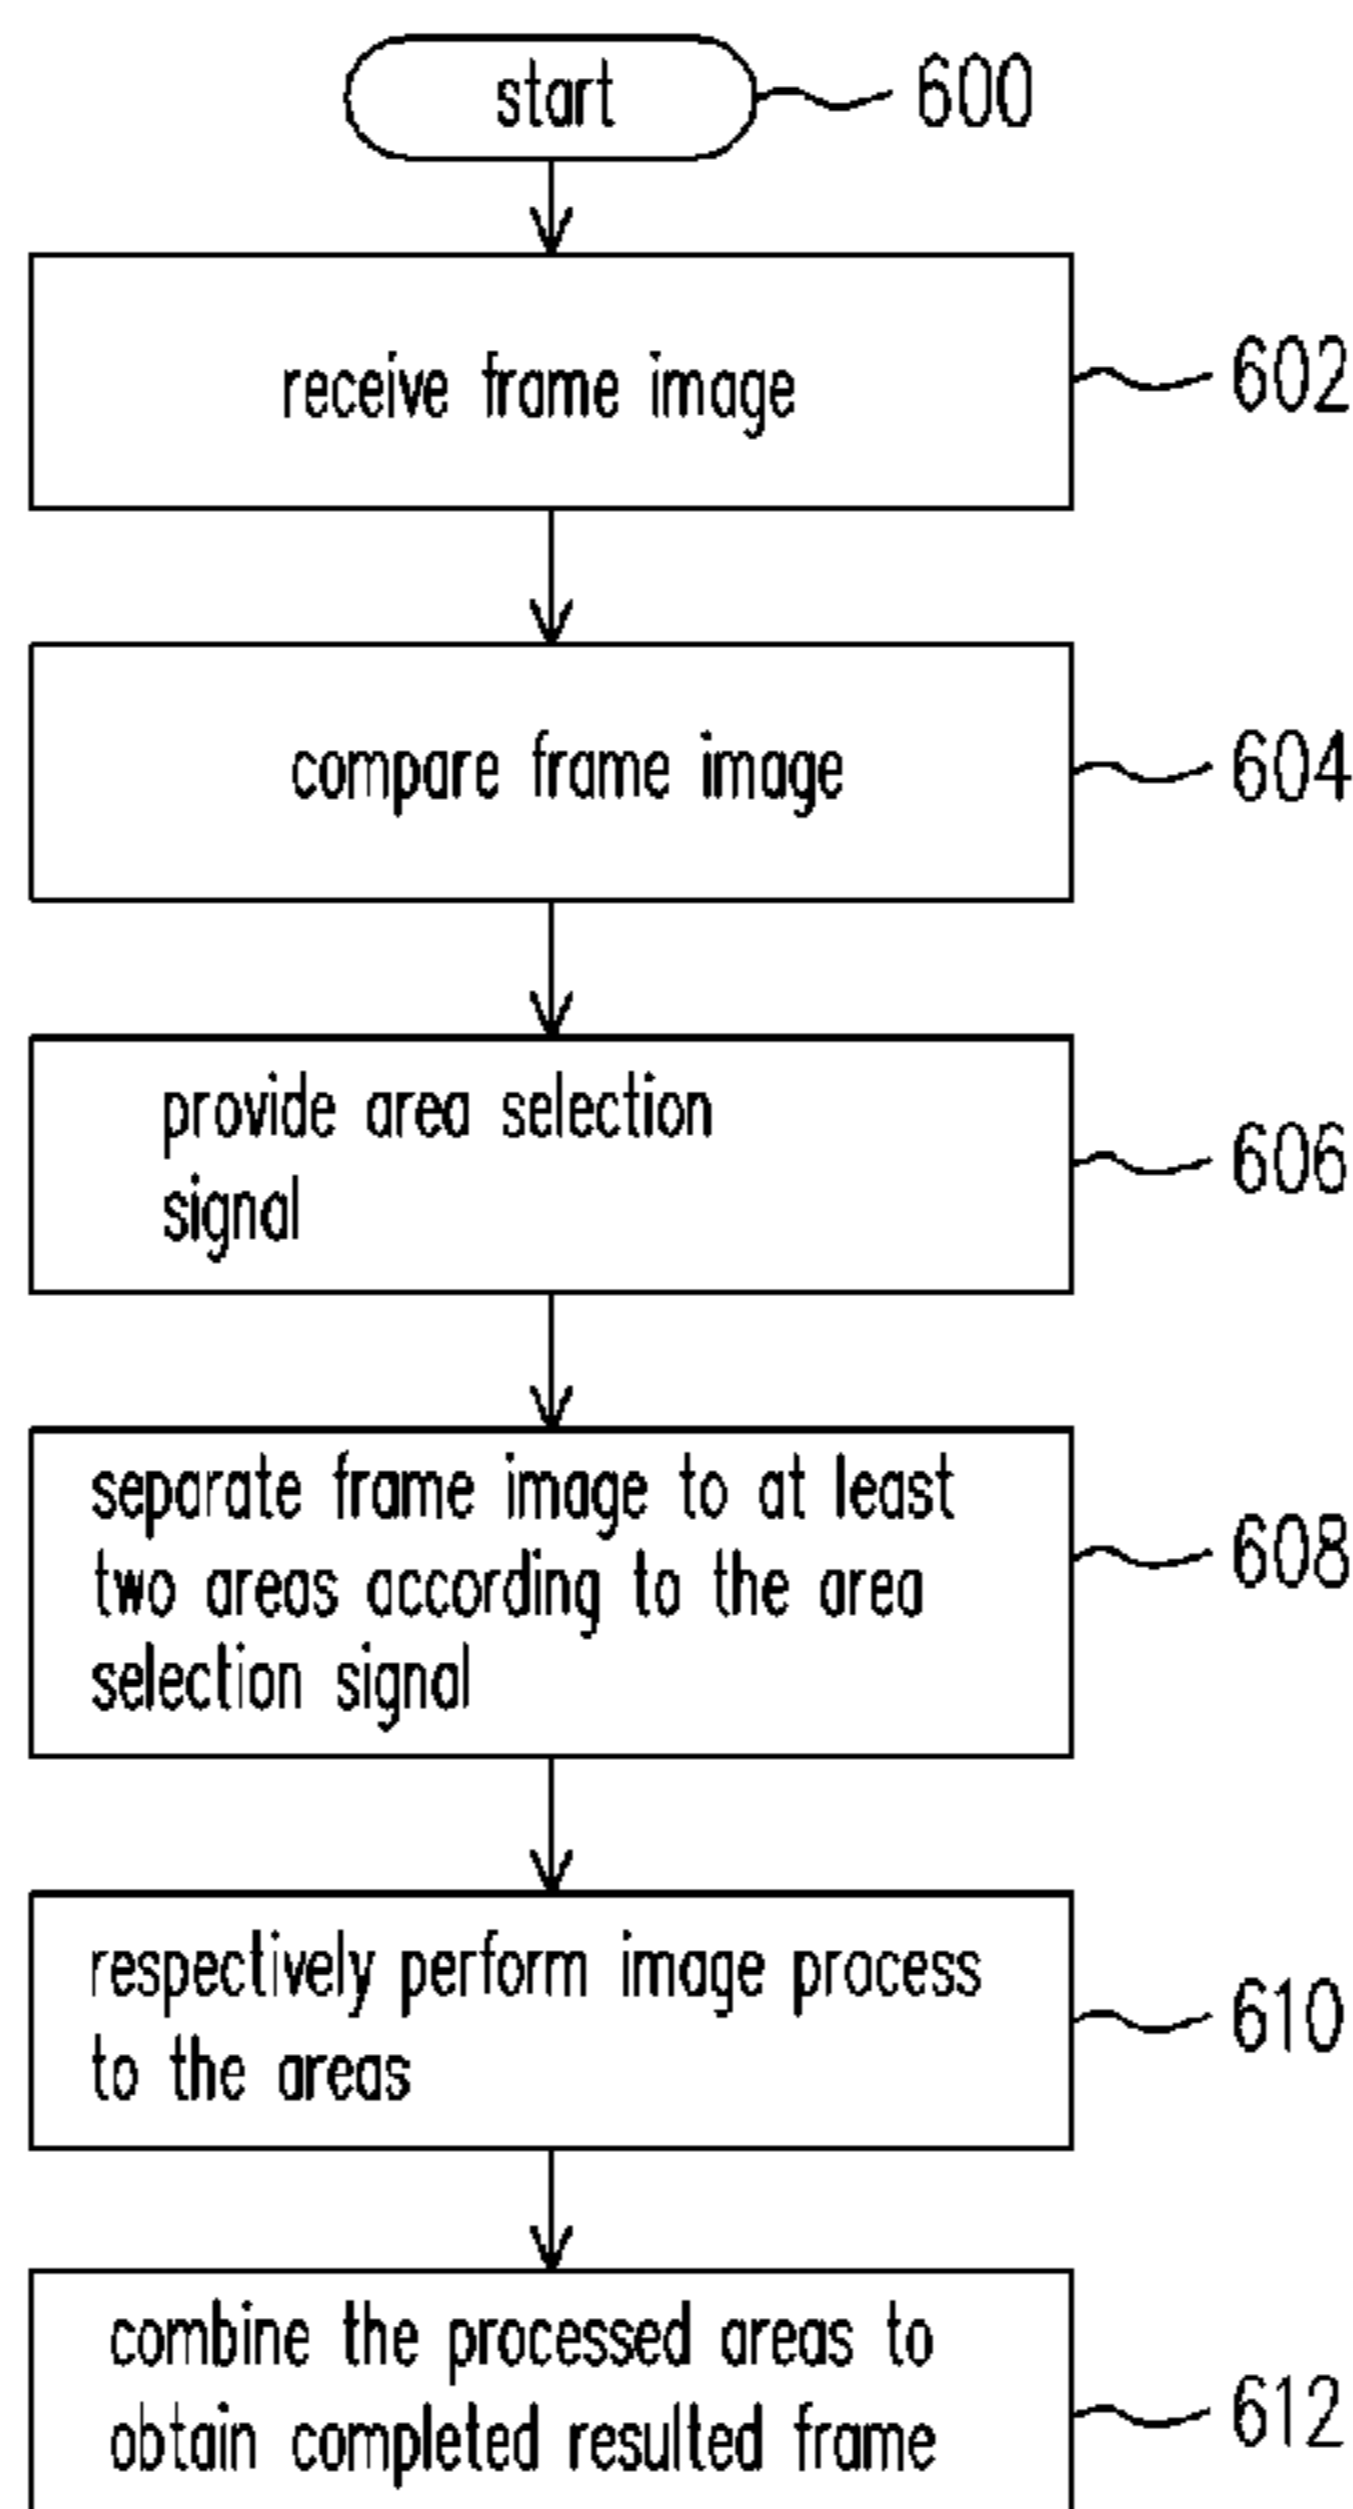 start
600
receive frame image
602
compare frame image
604
provide area selection
signal
606
separate frame image to at least
two areas according to the area
selection signal
608
respectively perform image process
to the areas
610
combine the processed areas to
obtain completed resulted frame
612